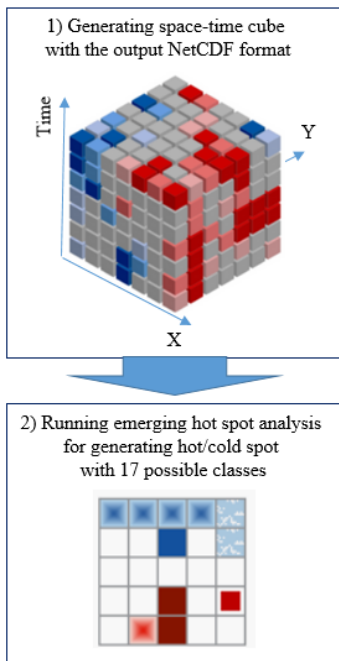 1) Generating space-time cube
with the output NetCDF format
Time
Y
X
2) Running emerging hot spot analysis
for generating hot/cold spot
with 17 possible classes